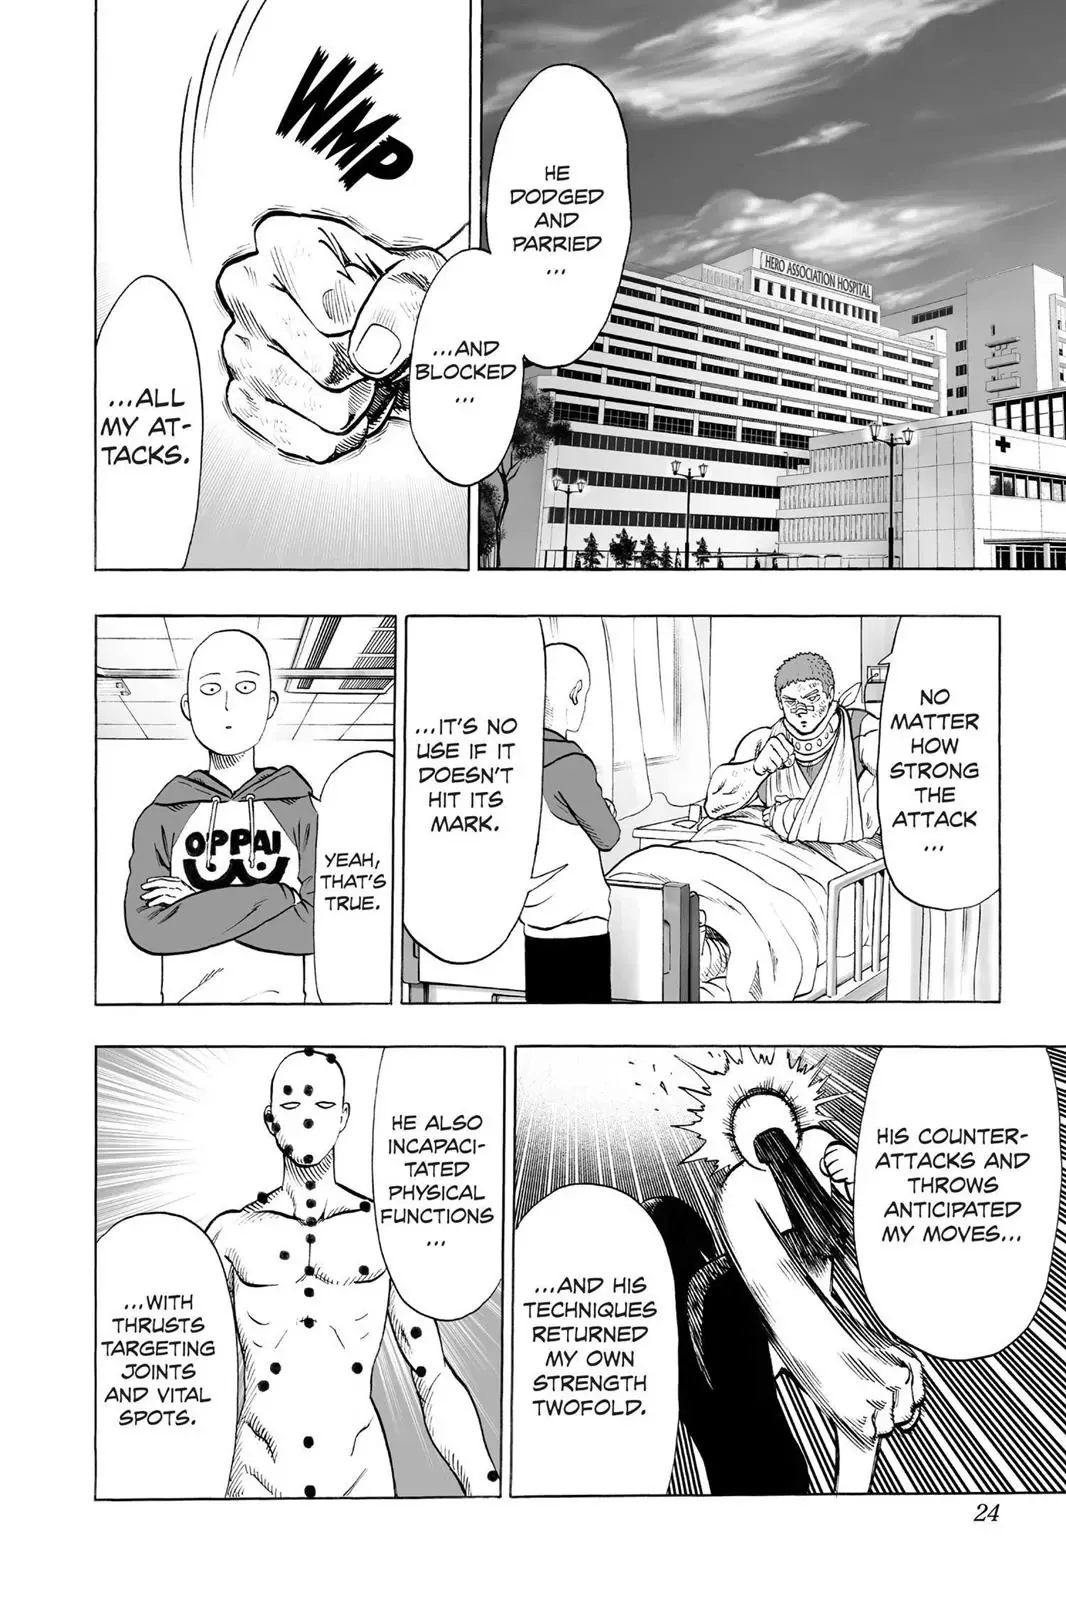 HERO ASSOCIATION HOSPITAL
HE
DODGED
AND
PARRIED
...
...AND
BLOCKED
...
WMP
...ALL
MY AT-
TACKS.
NO
MATTER
HOW
STRONG
THE
ATTACK
...
...IT'S NO
USE IF IT
DOESN'T
HIT ITS
MARK.
YEAH,
THAT'S
TRUE.
OPPAI
HIS COUNTER-
ATTACKS AND
THROWS
ANTICIPATED
MY MOVES...
...AND HIS
TECHNIQUES
RETURNED
MY OWN
STRENGTH
TWOFOLD.
HE ALSO
INCAPACI-
TATED
PHYSICAL
FUNCTIONS
...
...WITH
THRUSTS
TARGETING
JOINTS
AND VITAL
SPOTS.
24